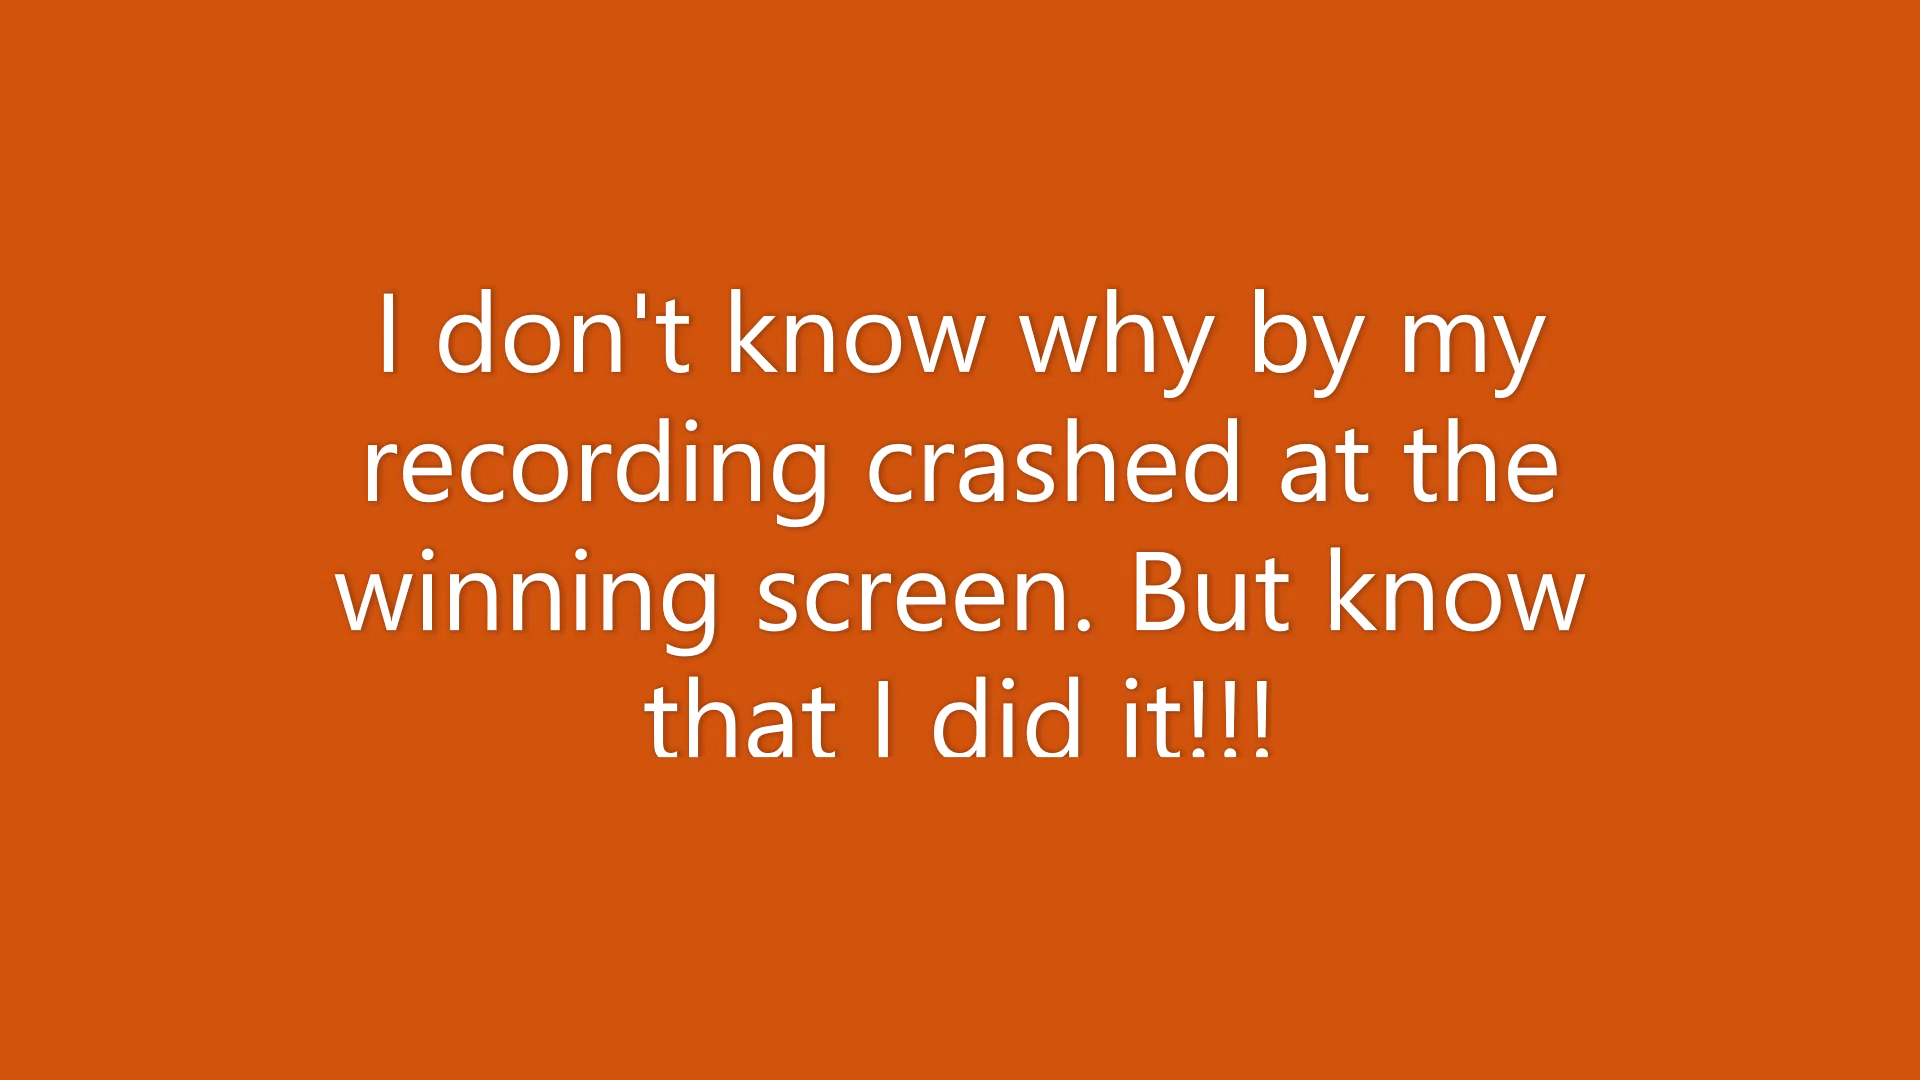 I don't know why by my
recording crashed at the
winning screen. But know
that I did it!!!